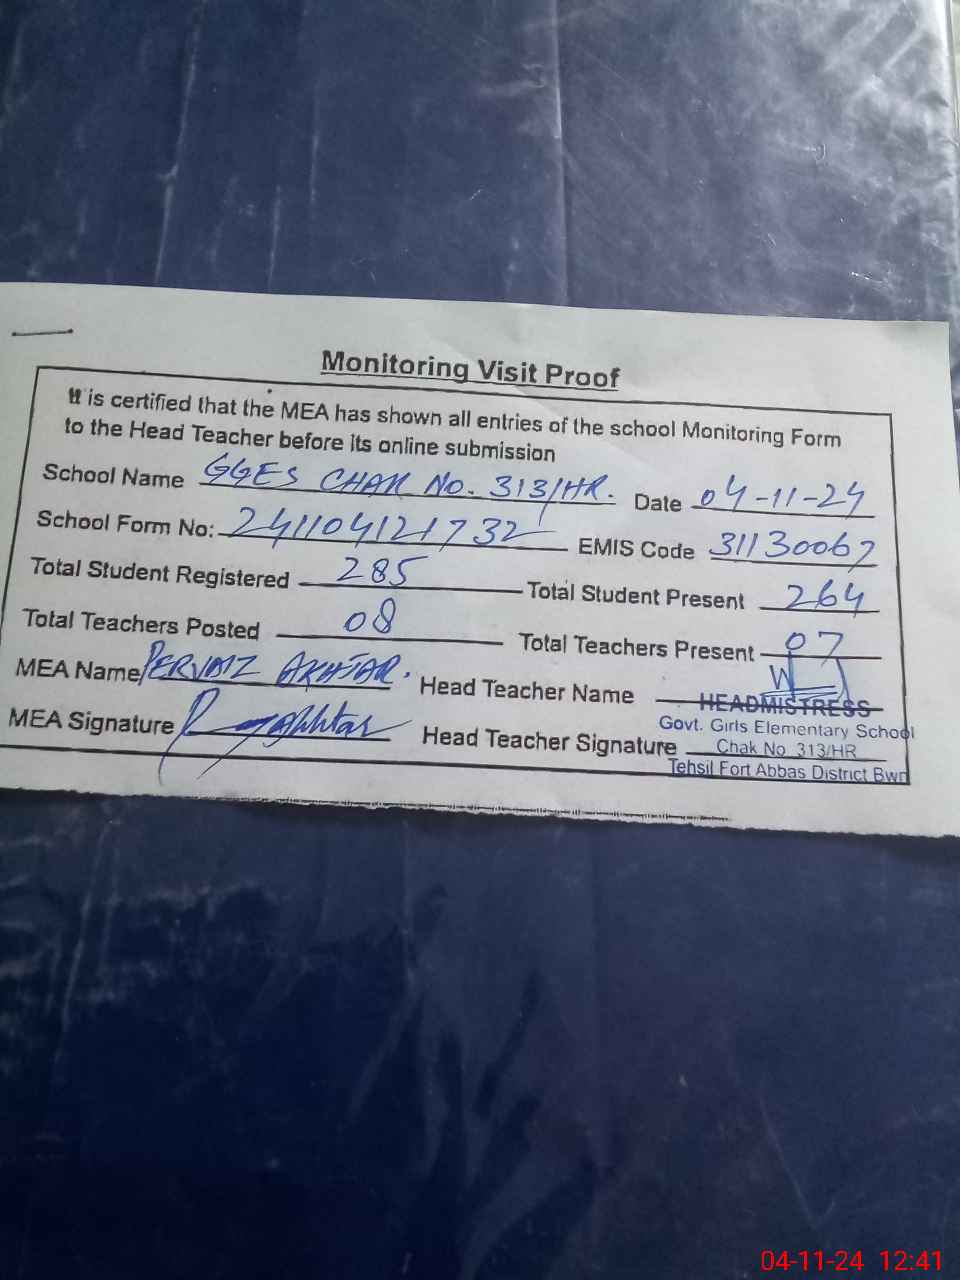 Monitoring Visit Proof
It is certified that the MEA has shown all entries of the school Monitoring Form
to the Head Teacher before its online submission
School Name GGES CHAK NO. 313/HR. Date 04-11-24
School Form No: 241104121732 EMIS Code 31130067
Total Student Registered 285 Total Student Present 264
Total Teachers Posted 08 Total Teachers Present 07
MEA Name PERVAIZ AKHTAR. Head Teacher Name
HEADMISTRESS
Govt. Girls Elementary School
MEA Signature Head Teacher Signature Chak No. 313/HR
Tehsil Fort Abbas District Bwn
04-11-24 12:41